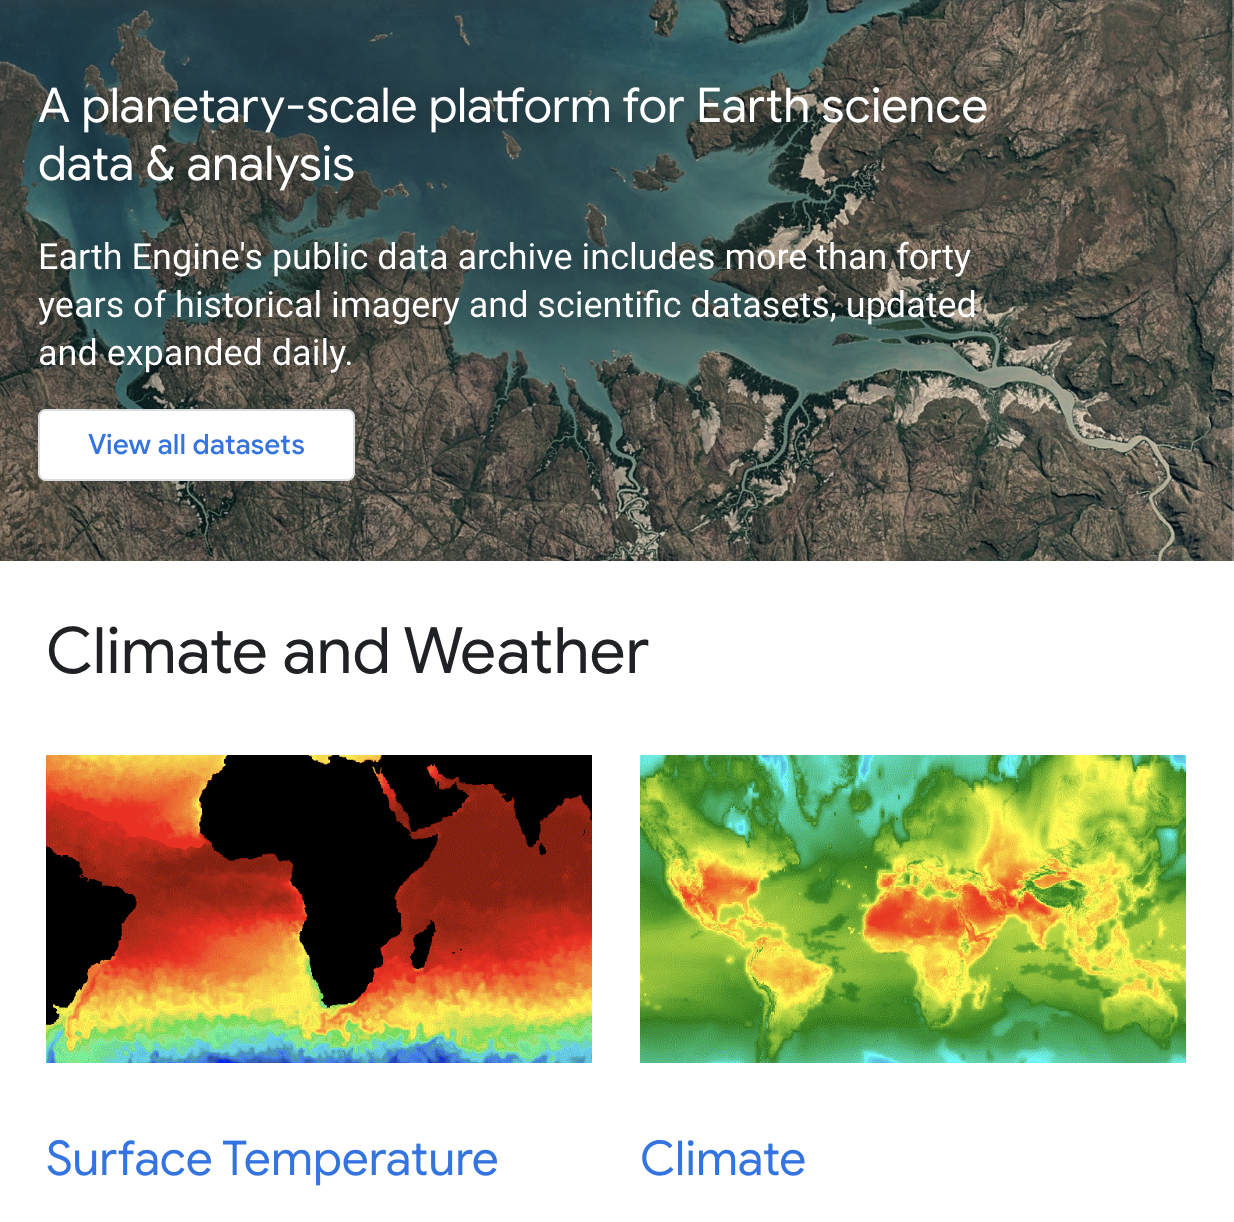 A planetary-scale platform for Earth science
data & analysis
Earth Engine's public data archive includes more than forty
years of historical imagery and scientific datasets, updated
and expanded daily.
View all datasets
Climate and Weather
Surface Temperature
Climate